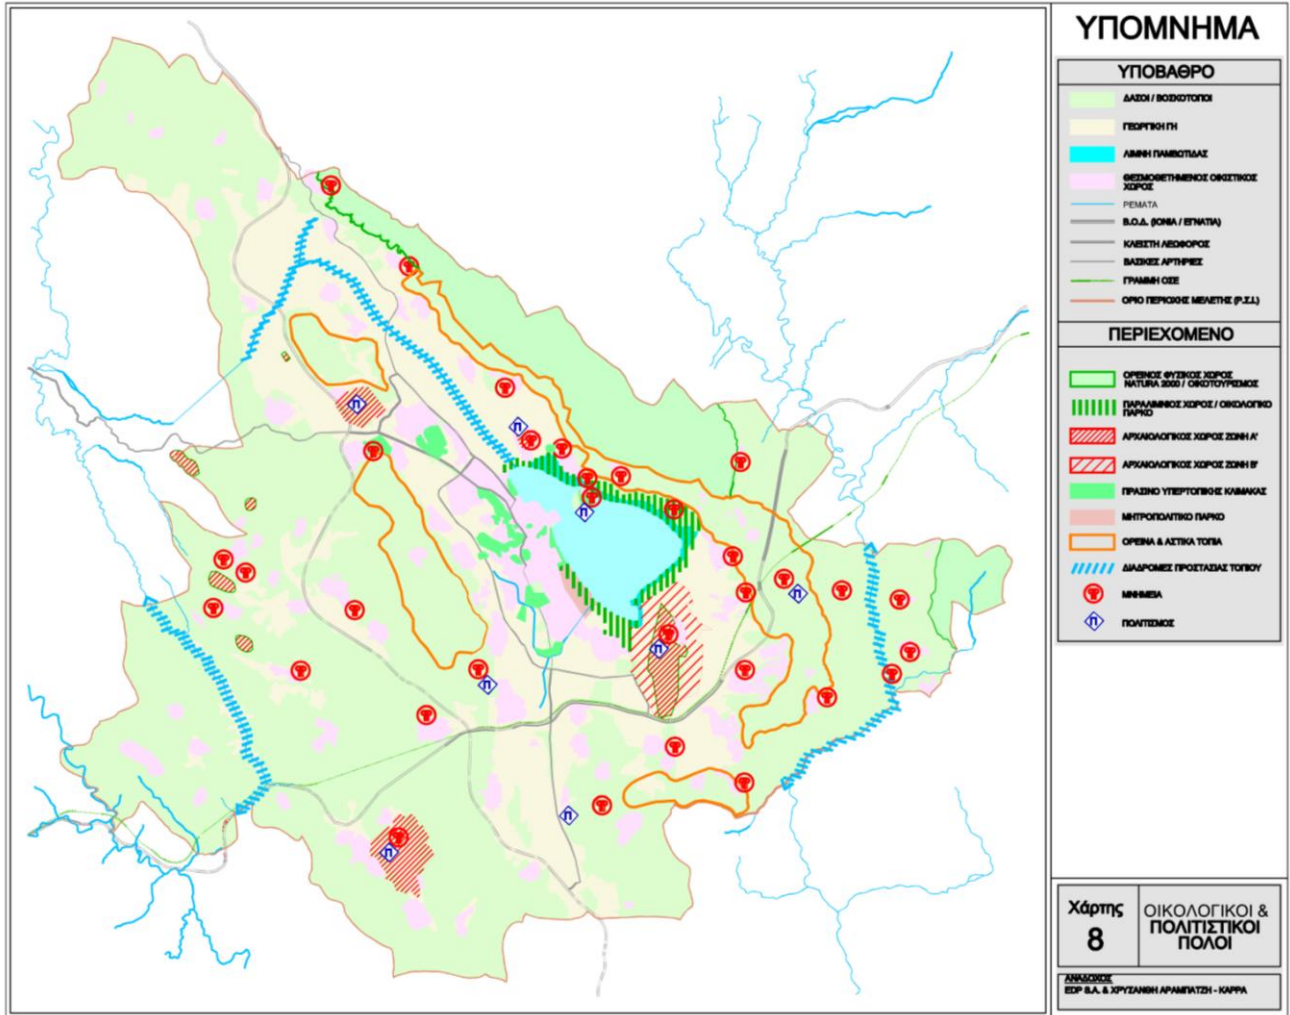 ΥΠΟΜΝΗΜΑ
ΥΠΟΒΑΘΡΟ
ΔΑΣΟΙ / ΒΟΣΚΟΤΟΠΟΙ
ΓΕΩΡΓΙΚΗ ΓΗ
ΛΙΜΝΗ ΠΑΜΒΩΤΙΔΑΣ
ΘΕΣΜΟΘΕΤΗΜΕΝΟΣ ΟΙΚΙΣΤΙΚΟΣ
ΧΩΡΟΣ
ΡΕΜΑΤΑ
Β.Ο.Δ. (ΙΟΝΙΑ / ΕΓΝΑΤΙΑ)
ΚΛΕΙΣΤΗ ΛΕΩΦΟΡΟΣ
ΒΑΣΙΚΕΣ ΑΡΤΗΡΙΕΣ
ΓΡΑΜΜΗ ΟΣΕ
ΟΡΙΟ ΠΕΡΙΟΧΗΣ ΜΕΛΕΤΗΣ (Ρ.Σ.Ι.)
ΠΕΡΙΕΧΟΜΕΝΟ
ΟΡΕΙΝΟΣ ΦΥΣΙΚΟΣ ΧΩΡΟΣ
NATURA 2000 / ΟΙΚΟΤΟΥΡΙΣΜΟΣ
ΠΑΡΑΛΙΜΝΙΟΣ ΧΩΡΟΣ / ΟΙΚΟΛΟΓΙΚΟ
ΠΑΡΚΟ
ΑΡΧΑΙΟΛΟΓΙΚΟΣ ΧΩΡΟΣ ΖΩΝΗ Α'
ΑΡΧΑΙΟΛΟΓΙΚΟΣ ΧΩΡΟΣ ΖΩΝΗ Β'
ΠΡΑΣΙΝΟ ΥΠΕΡΤΟΠΙΚΗΣ ΚΛΙΜΑΚΑΣ
ΜΗΤΡΟΠΟΛΙΤΙΚΟ ΠΑΡΚΟ
ΟΡΕΙΝΑ & ΑΣΤΙΚΑ ΤΟΠΙΑ
ΔΙΑΔΡΟΜΕΣ ΠΡΟΣΤΑΣΙΑΣ ΤΟΠΙΟΥ
ΜΝΗΜΕΙΑ
Π ΠΟΛΙΤΙΣΜΟΣ
Χάρτης
8
ΟΙΚΟΛΟΓΙΚΟΙ &
ΠΟΛΙΤΙΣΤΙΚΟΙ
ΠΟΛΟΙ
ΑΝΑΔΟΧΟΣ
EDP S.A. & ΧΡΥΣΑΝΘΗ ΑΡΑΜΠΑΤΖΗ - ΚΑΡΡΑ